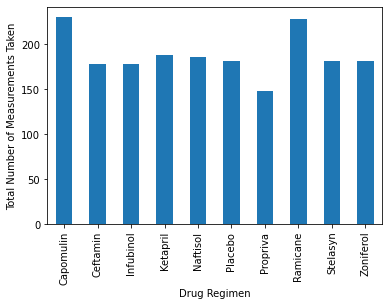 Total Number of Measurements Taken
200
150
100
50
0
Capomulin
Ceftamin
Infubinol
Ketapril
Naftisol
Placebo
Propriva
Ramicane
Stelasyn
Zoniferol
Drug Regimen